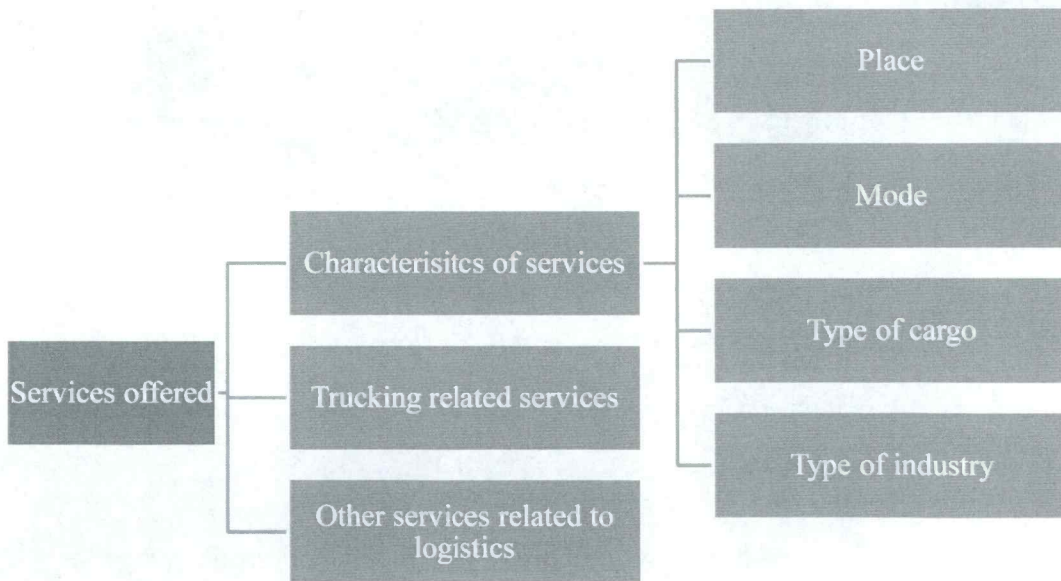 Services offered
Characterisitcs of services
Trucking related services
Other services related to
logistics
Place
Mode
Type of cargo
Type of industry